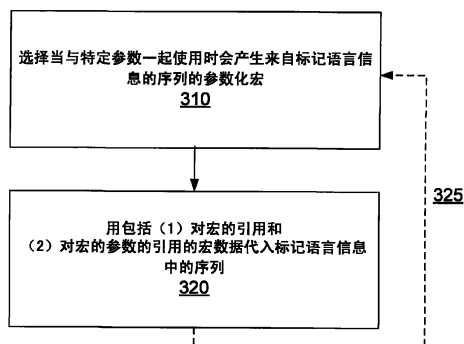 选择当与特定参数一起使用时会产生来自标记语言信
息的序列的参数化宏
310
325
用包括（1）对宏的引用和
（2）对宏的参数的引用的宏数据代入标记语言信息
中的序列
320